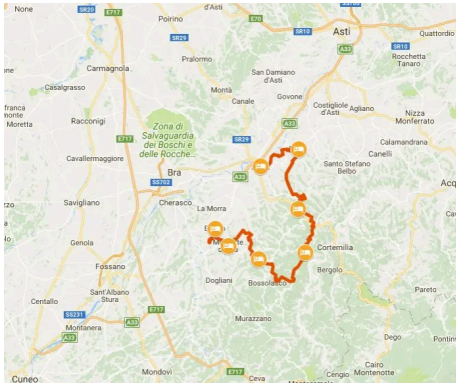 None
SR20
E717
Poirino
d'Asti
E70
SR10
Asti
Quattordio
SR29
A33
SR10
Rocchetta
Tanaro
Carmagnola
Pralormo
San Damiano
d'Asti
Casalgrasso
Montà
Govone
Canale
Costigliole
d'Asti
Agliano
Nizza
Monferrato
Moretta
Racconigi
Zona di
Salvaguardia
dei Boschi e
delle Rocche...
A33
E717
SR29
Calamandrana
Canelli
Cavallermaggiore
Bra
Santo Stefano
Belbo
SS702
A33
Acq
Savigliano
Cherasco
La Morra
Genola
Cortemilia
Fossano
Dogliani
Bossolasco
Bergolo
Pareto
Sant'Albano
Stura
Centallo
E717
SS231
A33
Murazzano
Montanera
A33
Dego
Cairo
Montenotte
Mondovì
E717
Ceva
Cengio
Cuneo